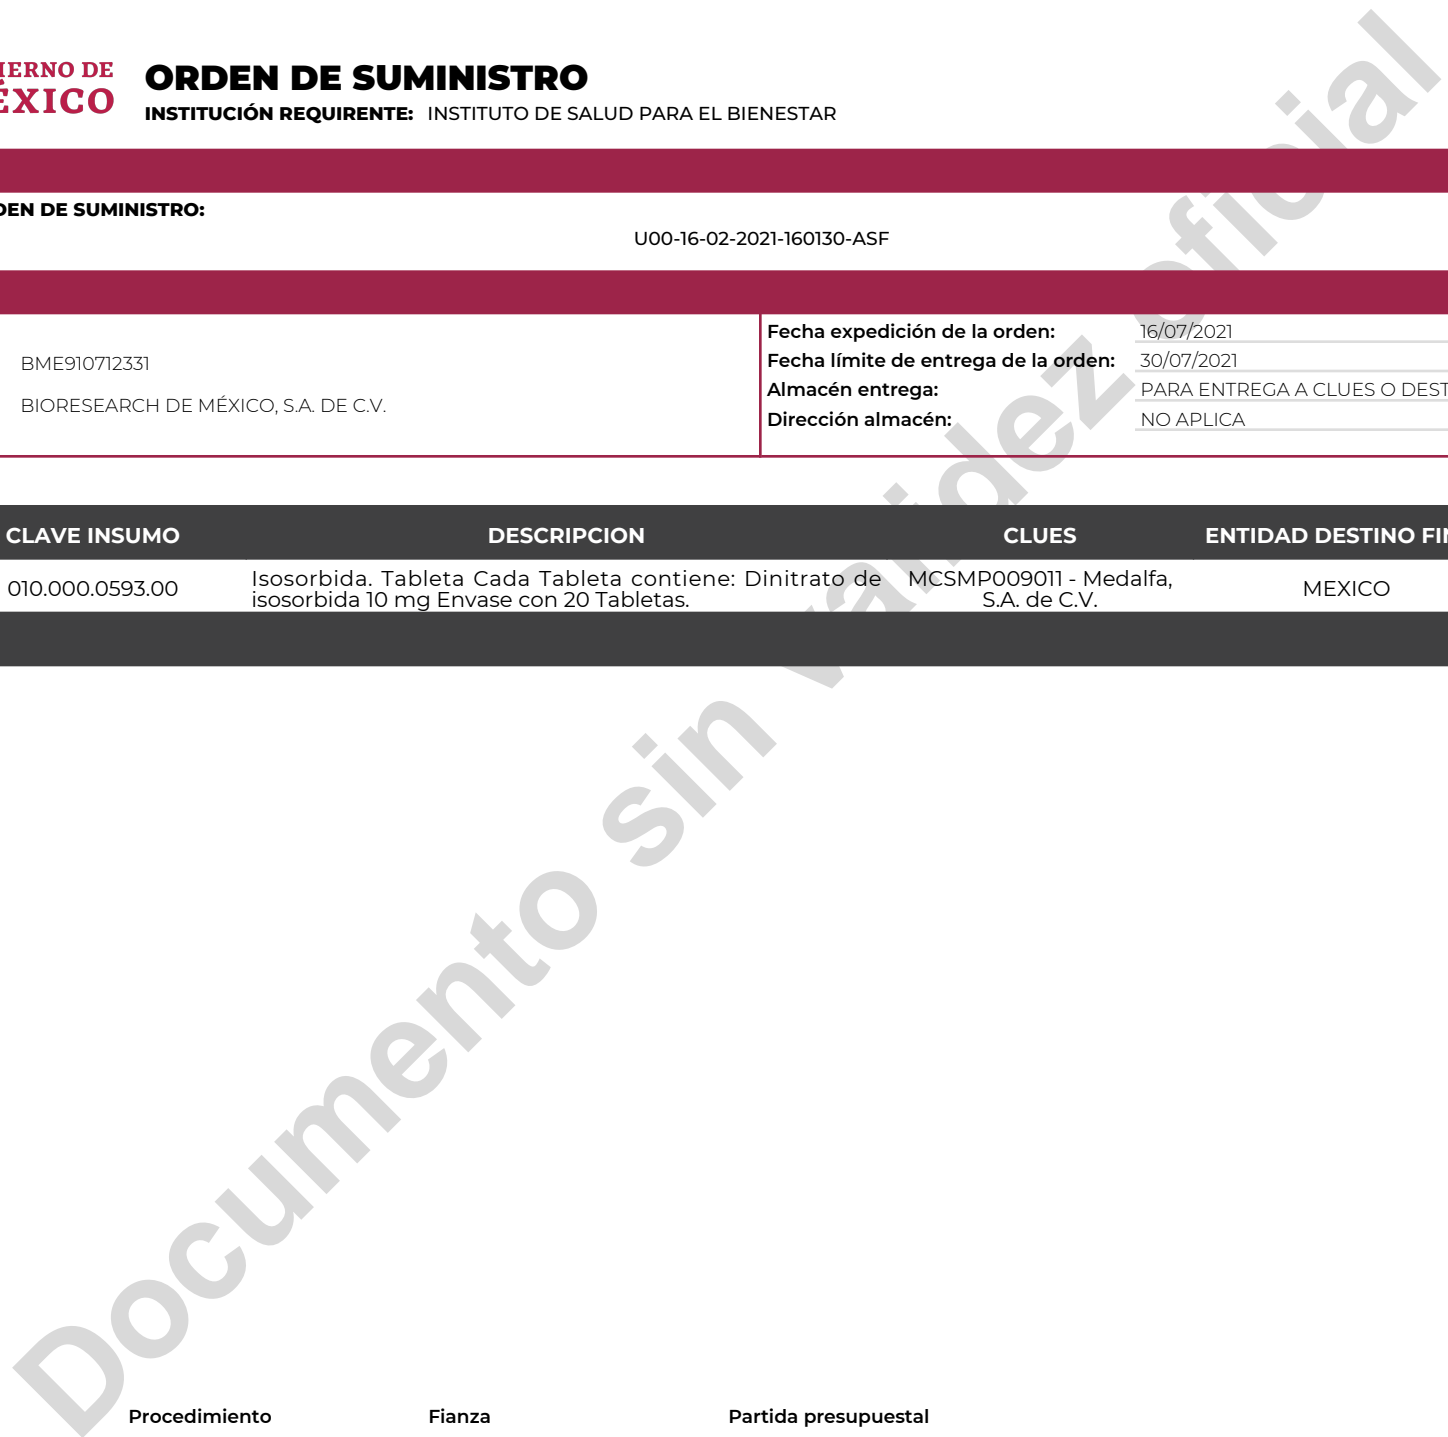 IERNO DE
ÉXICO
ORDEN DE SUMINISTRO
INSTITUCIÓN REQUIRENTE: INSTITUTO DE SALUD PARA EL BIENESTAR
DEN DE SUMINISTRO:
U00-16-02-2021-160130-ASF
BME910712331
BIORESEARCH DE MÉXICO, S.A. DE C.V.
Fecha expedición de la orden: 16/07/2021
Fecha límite de entrega de la orden: 30/07/2021
Almacén entrega: PARA ENTREGA A CLUES O DEST
Dirección almacén: NO APLICA
CLAVE INSUMO DESCRIPCION CLUES ENTIDAD DESTINO FIN
010.000.0593.00 Isosorbida. Tableta Cada Tableta contiene: Dinitrato de MCSMP009011 - Medalfa, MEXICO
isosorbida 10 mg Envase con 20 Tabletas. S.A. de C.V.
Documento sin validez oficial
Procedimiento Fianza Partida presupuestal